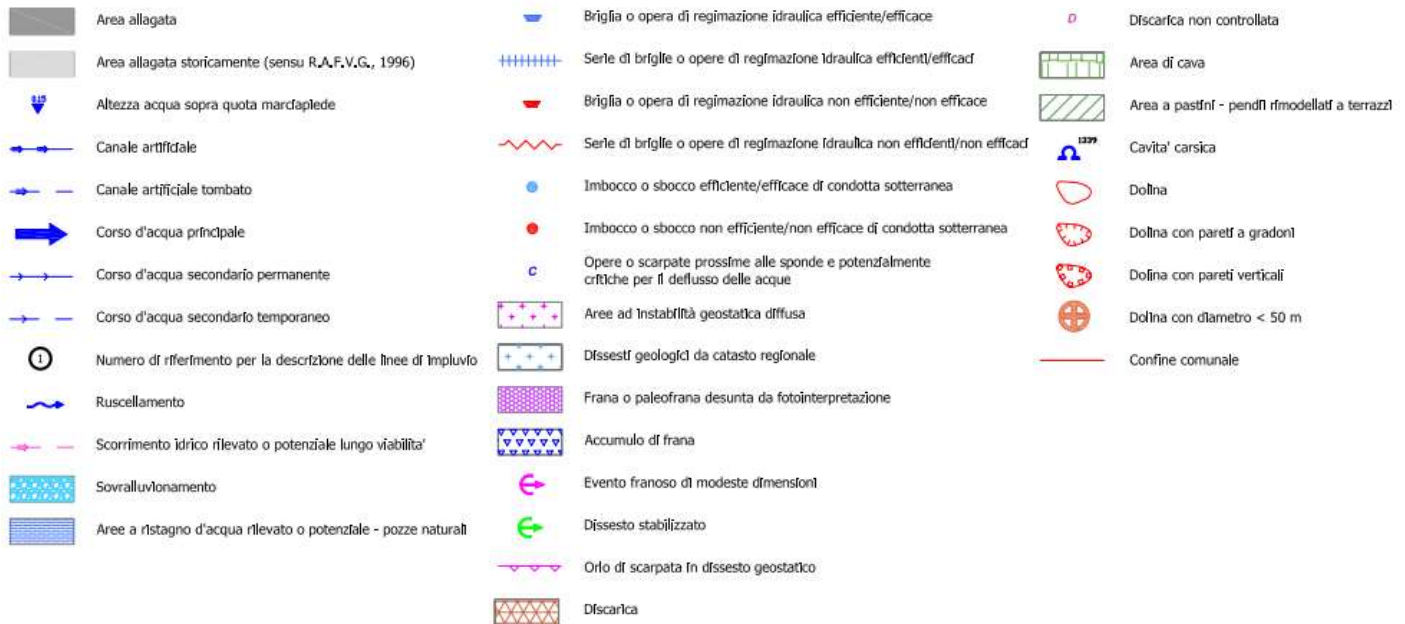 Area allagata
Area allagata storicamente (sensu R.A.F.V.G., 1996)
0.15
Altezza acqua sopra quota marciapiede
Canale artificiale
Canale artificiale tombato
Corso d'acqua principale
Corso d'acqua secondario permanente
Corso d'acqua secondario temporaneo
1
Numero di riferimento per la descrizione delle linee di impluvio
Ruscellamento
Scorrimento idrico rilevato o potenziale lungo viabilita'
Sovralluvionamento
Aree a ristagno d'acqua rilevato o potenziale - pozze naturali
Briglia o opera di regimazione idraulica efficiente/efficace
Serie di briglie o opere di regimazione idraulica efficienti/efficaci
Briglia o opera di regimazione idraulica non efficiente/non efficace
Serie di briglie o opere di regimazione idraulica non efficienti/non efficaci
Imbocco o sbocco efficiente/efficace di condotta sotterranea
Imbocco o sbocco non efficiente/non efficace di condotta sotterranea
C
Opere o scarpate prossime alle sponde e potenzialmente
critiche per il deflusso delle acque
Aree ad instabilità geostatica diffusa
Dissesti geologici da catasto regionale
Frana o paleofrana desunta da fotointerpretazione
Accumulo di frana
Evento franoso di modeste dimensioni
Dissesto stabilizzato
Orlo di scarpata in dissesto geostatico
Discarica
D
Discarica non controllata
Area di cava
Area a pastini - pendii rimodellati a terrazzi
1339
Cavita' carsica
Dolina
Dolina con pareti a gradoni
Dolina con pareti verticali
Dolina con diametro < 50 m
Confine comunale